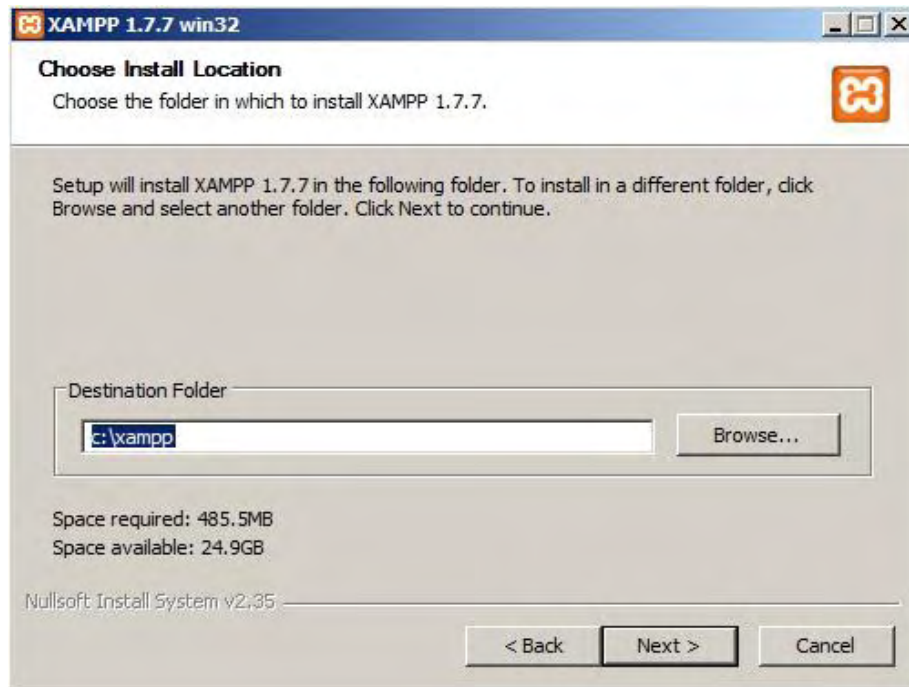 XAMPP 1.7.7 win32
Choose Install Location
Choose the folder in which to install XAMPP 1.7.7.
Setup will install XAMPP 1.7.7 in the following folder. To install in a different folder, click
Browse and select another folder. Click Next to continue.
Destination Folder
c:\xampp
Browse...
Space required: 485.5MB
Space available: 24.9GB
Nullsoft Install System v2.35
< Back Next > Cancel